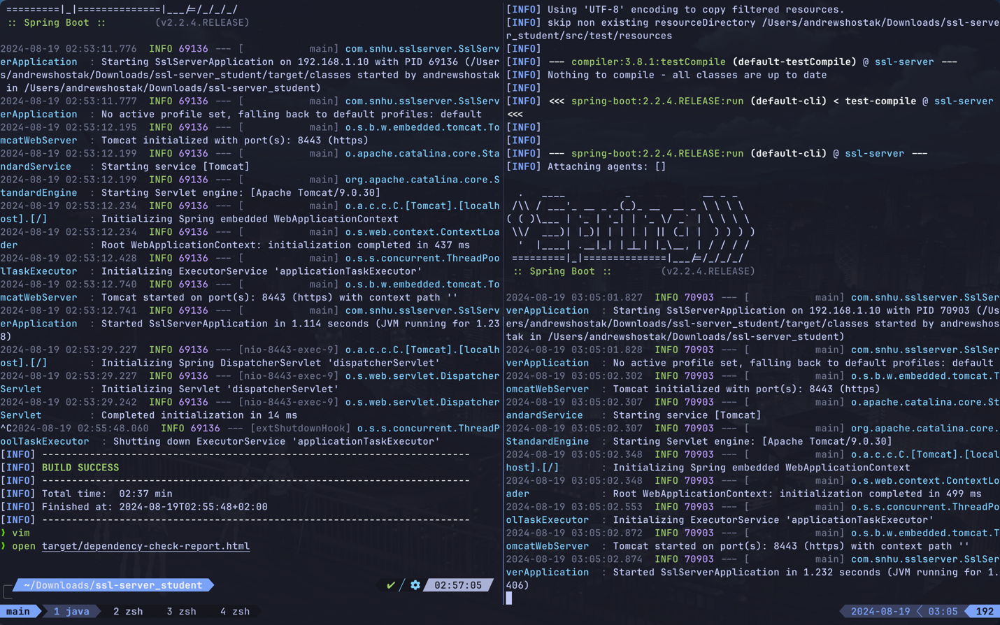 =========|_|==============|___/=/_/_/_/
:: Spring Boot ::        (v2.2.4.RELEASE)
2024-08-19 02:53:11.776  INFO 69136 --- [           main] com.snhu.sslserver.SslServ
erApplication  : Starting SslServerApplication on 192.168.1.10 with PID 69136 (/User
s/andrewshostak/Downloads/ssl-server_student/target/classes started by andrewshostak
 in /Users/andrewshostak/Downloads/ssl-server_student)
2024-08-19 02:53:11.777  INFO 69136 --- [           main] com.snhu.sslserver.SslServ
erApplication  : No active profile set, falling back to default profiles: default
2024-08-19 02:53:12.195  INFO 69136 --- [           main] o.s.b.w.embedded.tomcat.To
mcatWebServer  : Tomcat initialized with port(s): 8443 (https)
2024-08-19 02:53:12.199  INFO 69136 --- [           main] o.apache.catalina.core.Sta
ndardService   : Starting service [Tomcat]
2024-08-19 02:53:12.199  INFO 69136 --- [           main] org.apache.catalina.core.S
tandardEngine  : Starting Servlet engine: [Apache Tomcat/9.0.30]
2024-08-19 02:53:12.234  INFO 69136 --- [           main] o.a.c.c.C.[Tomcat].[localh
ost].[/]       : Initializing Spring embedded WebApplicationContext
2024-08-19 02:53:12.234  INFO 69136 --- [           main] o.s.web.context.ContextLoa
der            : Root WebApplicationContext: initialization completed in 437 ms
2024-08-19 02:53:12.428  INFO 69136 --- [           main] o.s.s.concurrent.ThreadPoo
lTaskExecutor  : Initializing ExecutorService 'applicationTaskExecutor'
2024-08-19 02:53:12.740  INFO 69136 --- [           main] o.s.b.w.embedded.tomcat.To
mcatWebServer  : Tomcat started on port(s): 8443 (https) with context path ''
2024-08-19 02:53:12.741  INFO 69136 --- [           main] com.snhu.sslserver.SslServ
erApplication  : Started SslServerApplication in 1.114 seconds (JVM running for 1.23
8)
2024-08-19 02:53:29.227  INFO 69136 --- [nio-8443-exec-9] o.a.c.c.C.[Tomcat].[localh
ost].[/]       : Initializing Spring DispatcherServlet 'dispatcherServlet'
2024-08-19 02:53:29.227  INFO 69136 --- [nio-8443-exec-9] o.s.web.servlet.Dispatcher
Servlet        : Initializing Servlet 'dispatcherServlet'
2024-08-19 02:53:29.242  INFO 69136 --- [nio-8443-exec-9] o.s.web.servlet.Dispatcher
Servlet        : Completed initialization in 14 ms
^C2024-08-19 02:55:48.060  INFO 69136 --- [extShutdownHook] o.s.s.concurrent.ThreadP
oolTaskExecutor  : Shutting down ExecutorService 'applicationTaskExecutor'
[INFO] ------------------------------------------------------------------------
[INFO] BUILD SUCCESS
[INFO] ------------------------------------------------------------------------
[INFO] Total time:  02:37 min
[INFO] Finished at: 2024-08-19T02:55:48+02:00
[INFO] ------------------------------------------------------------------------
❯ vim
❯ open target/dependency-check-report.html
~/Downloads/ssl-server_student
✔ 02:57:05
[INFO] Using 'UTF-8' encoding to copy filtered resources.
[INFO] skip non existing resourceDirectory /Users/andrewshostak/Downloads/ssl-serve
r_student/src/test/resources
[INFO]
[INFO] --- compiler:3.8.1:testCompile (default-testCompile) @ ssl-server ---
[INFO] Nothing to compile - all classes are up to date
[INFO]
[INFO] <<< spring-boot:2.2.4.RELEASE:run (default-cli) < test-compile @ ssl-server
<<<
[INFO]
[INFO]
[INFO] --- spring-boot:2.2.4.RELEASE:run (default-cli) @ ssl-server ---
[INFO] Attaching agents: []
  .   ____          _            __ _ _
 /\\ / ___'_ __ _ _(_)_ __  __ _ \ \ \ \
( ( )\___ | '_ | '_| | '_ \/ _` | \ \ \ \
 \\/  ___)| |_)| | | | | || (_| |  ) ) ) )
  '  |____| .__|_| |_|_| |_\__, | / / / /
 =========|_|==============|___/=/_/_/_/
 :: Spring Boot ::        (v2.2.4.RELEASE)
2024-08-19 03:05:01.827  INFO 70903 --- [           main] com.snhu.sslserver.SslSer
verApplication  : Starting SslServerApplication on 192.168.1.10 with PID 70903 (/Us
ers/andrewshostak/Downloads/ssl-server_student/target/classes started by andrewshos
tak in /Users/andrewshostak/Downloads/ssl-server_student)
2024-08-19 03:05:01.828  INFO 70903 --- [           main] com.snhu.sslserver.SslSer
verApplication  : No active profile set, falling back to default profiles: default
2024-08-19 03:05:02.302  INFO 70903 --- [           main] o.s.b.w.embedded.tomcat.T
omcatWebServer  : Tomcat initialized with port(s): 8443 (https)
2024-08-19 03:05:02.307  INFO 70903 --- [           main] o.apache.catalina.core.St
andardService   : Starting service [Tomcat]
2024-08-19 03:05:02.307  INFO 70903 --- [           main] org.apache.catalina.core.
StandardEngine  : Starting Servlet engine: [Apache Tomcat/9.0.30]
2024-08-19 03:05:02.348  INFO 70903 --- [           main] o.a.c.c.C.[Tomcat].[local
host].[/]       : Initializing Spring embedded WebApplicationContext
2024-08-19 03:05:02.348  INFO 70903 --- [           main] o.s.web.context.ContextLo
ader            : Root WebApplicationContext: initialization completed in 499 ms
2024-08-19 03:05:02.553  INFO 70903 --- [           main] o.s.s.concurrent.ThreadPo
olTaskExecutor  : Initializing ExecutorService 'applicationTaskExecutor'
2024-08-19 03:05:02.872  INFO 70903 --- [           main] o.s.b.w.embedded.tomcat.T
omcatWebServer  : Tomcat started on port(s): 8443 (https) with context path ''
2024-08-19 03:05:02.874  INFO 70903 --- [           main] com.snhu.sslserver.SslSer
verApplication  : Started SslServerApplication in 1.232 seconds (JVM running for 1.
406)
main 1 java 2 zsh 3 zsh 4 zsh 2024-08-19 03:05 192